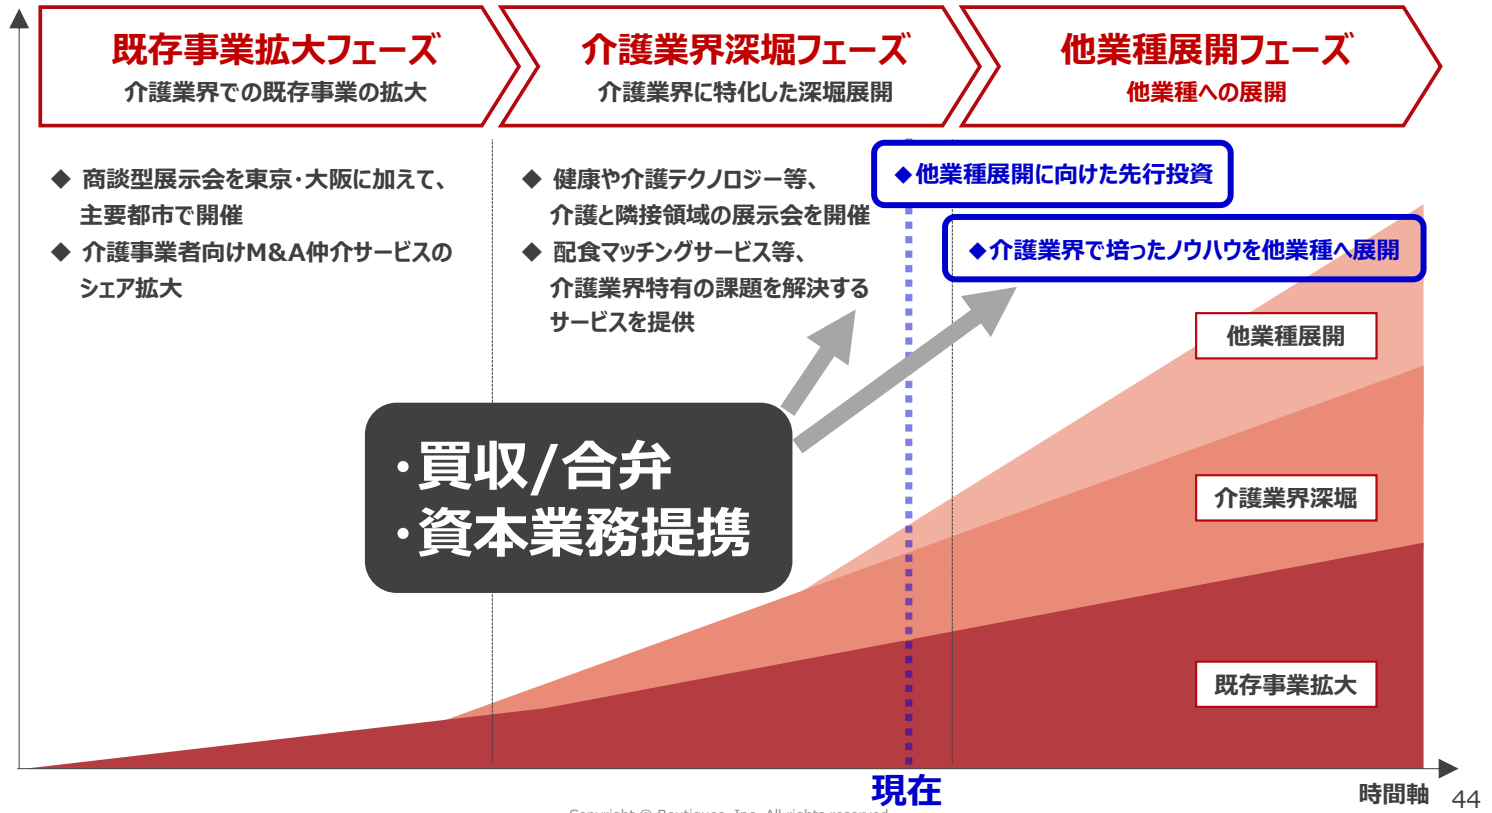 既存事業拡大フェーズ
介護業界での既存事業の拡大
介護業界深堀フェーズ
介護業界に特化した深堀展開
他業種展開フェーズ
他業種への展開
◆ 商談型展示会を東京・大阪に加えて、
主要都市で開催
◆ 介護事業者向けM&A仲介サービスの
シェア拡大
◆ 健康や介護テクノロジー等、
介護と隣接領域の展示会を開催
◆ 配食マッチングサービス等、
介護業界特有の課題を解決する
サービスを提供
◆他業種展開に向けた先行投資
◆介護業界で培ったノウハウを他業種へ展開
・買収/合弁
・資本業務提携
他業種展開
介護業界深堀
既存事業拡大
現在
時間軸
44
Copyright © Boutiques, Inc. All rights reserved